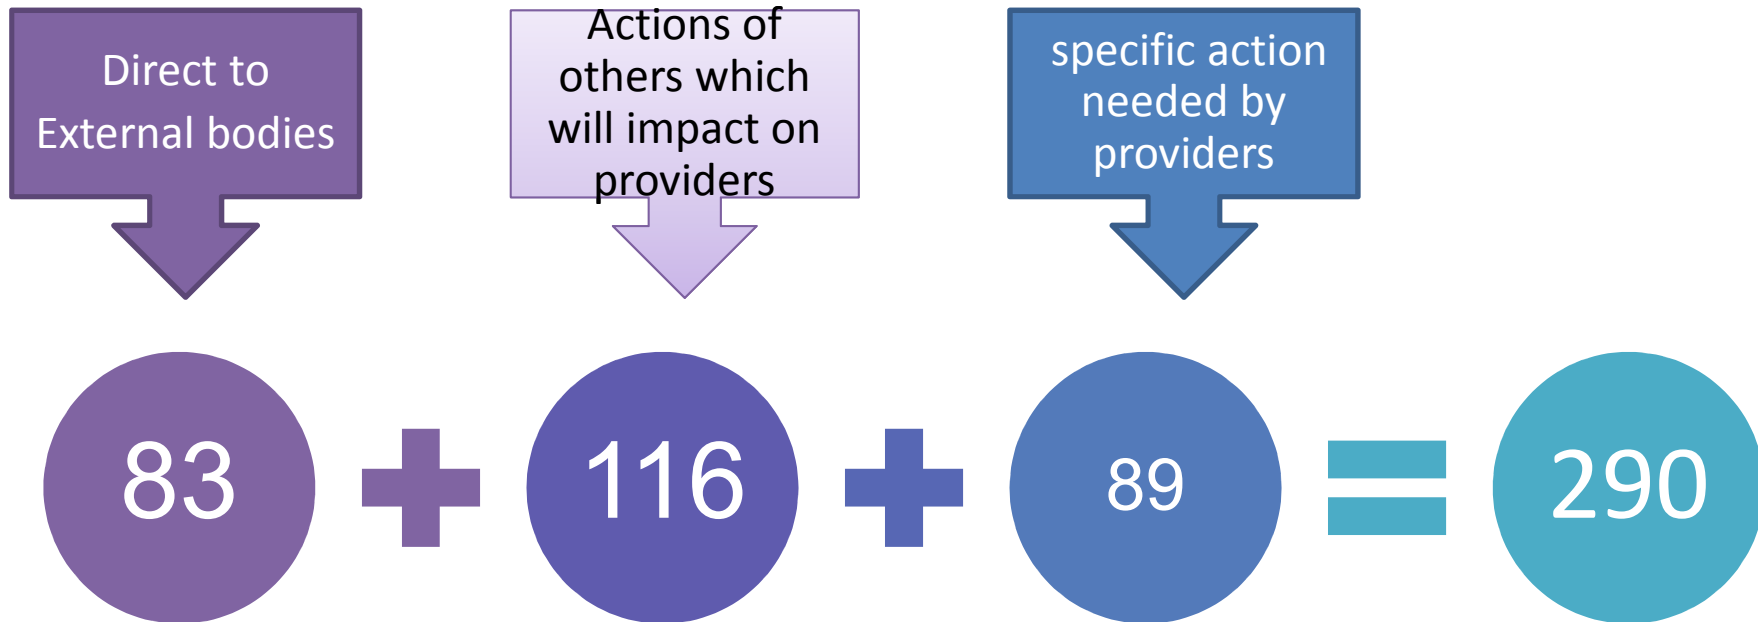 Direct to
External bodies
Actions of
others which
will impact on
providers
specific action
needed by
providers
83
116
89
290